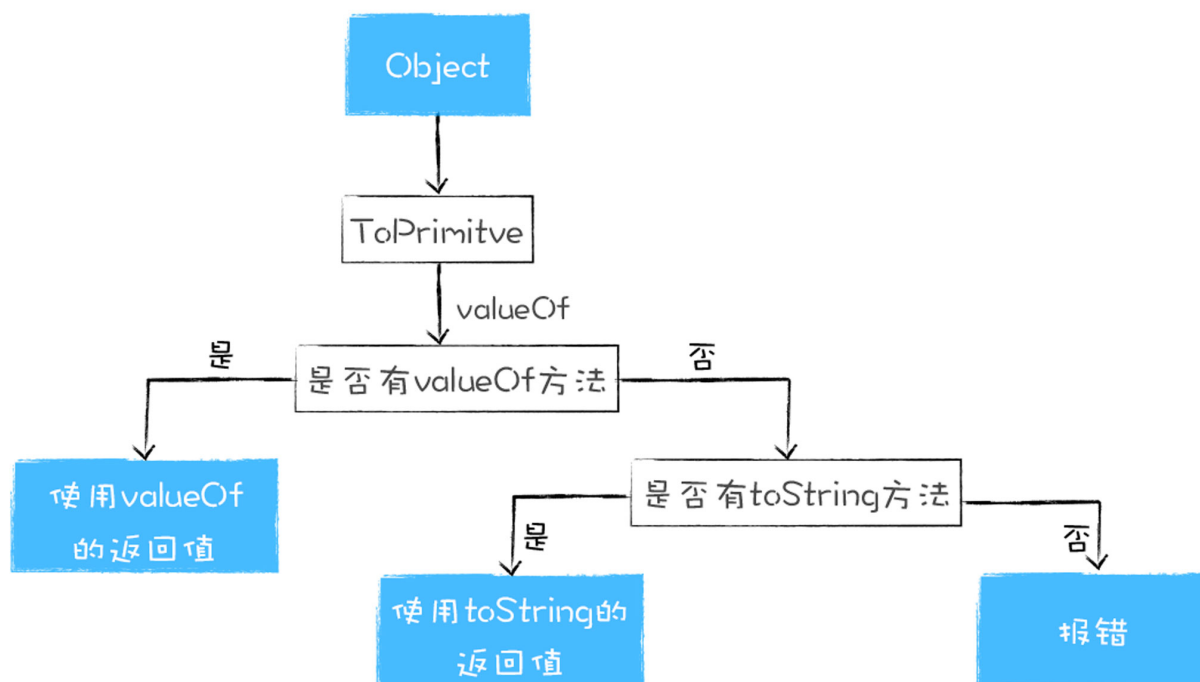 Object
ToPrimitve
valueOf
是
否
是否有valueOf方法
使用valueOf
的返回值
是否有toString方法
是
否
使用toString的
返回值
报错